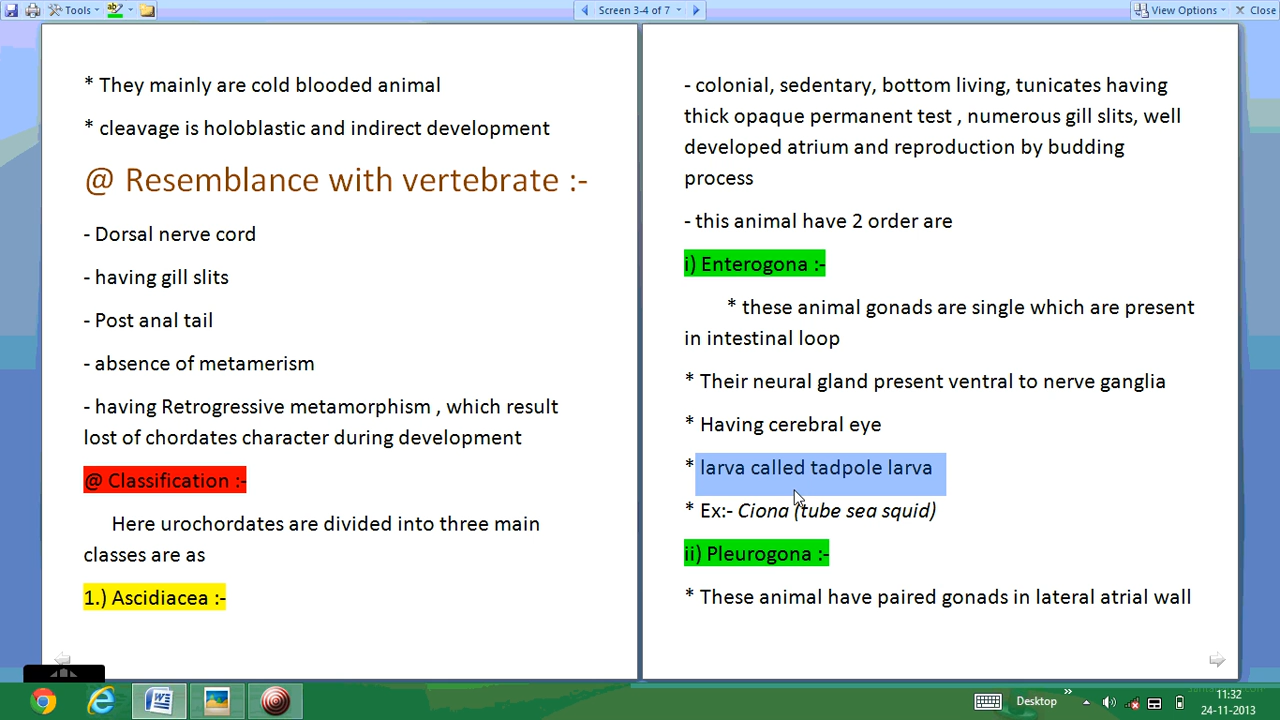 Tools
Screen 3-4 of 7
View Options
Close
* They mainly are cold blooded animal
* cleavage is holoblastic and indirect development
@ Resemblance with vertebrate :-
- Dorsal nerve cord
- having gill slits
- Post anal tail
- absence of metamerism
- having Retrogressive metamorphism , which result
lost of chordates character during development
@ Classification :-
Here urochordates are divided into three main
classes are as
1.) Ascidiacea :-
- colonial, sedentary, bottom living, tunicates having
thick opaque permanent test , numerous gill slits, well
developed atrium and reproduction by budding
process
- this animal have 2 order are
i) Enterogona :-
* these animal gonads are single which are present
in intestinal loop
* Their neural gland present ventral to nerve ganglia
* Having cerebral eye
* larva called tadpole larva
* Ex:- Ciona (tube sea squid)
ii) Pleurogona :-
* These animal have paired gonads in lateral atrial wall
Desktop
11:32
24-11-2013